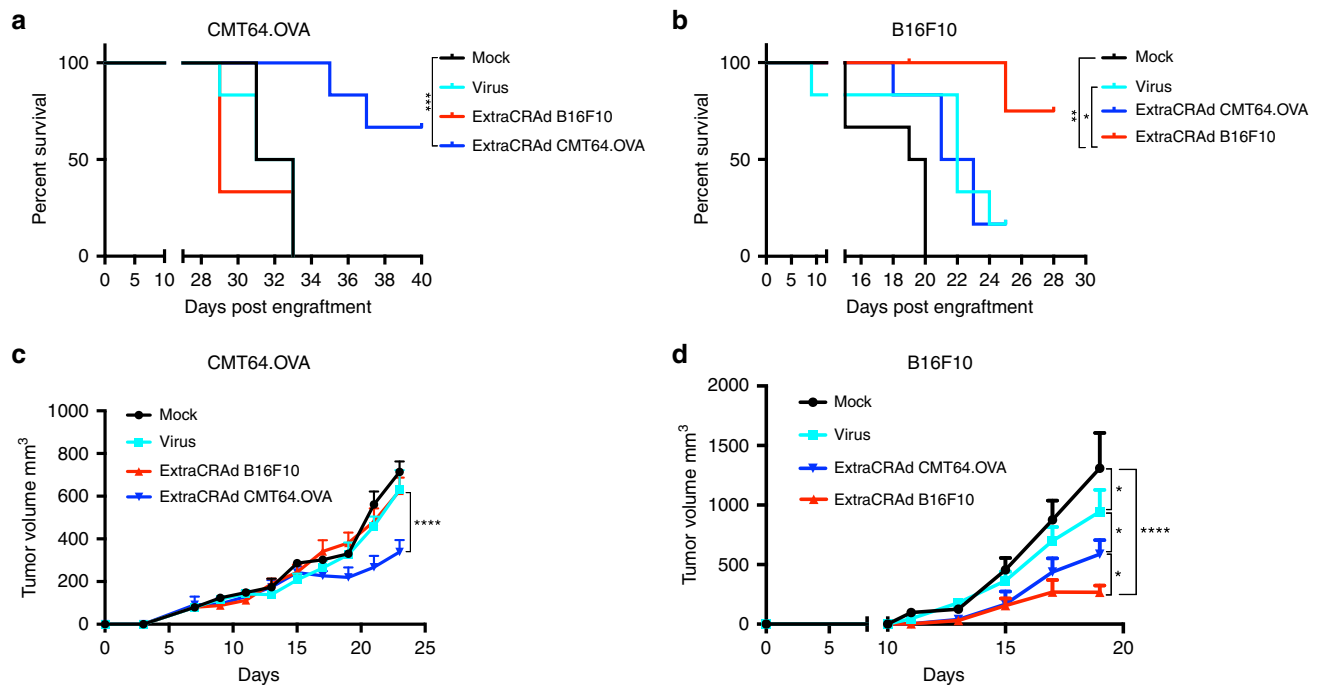 a
CMT64.OVA
Percent survival
100
50
0
0 5 10 28 30 32 34 36 38 40
Days post engraftment
***
Mock
Virus
ExtraCRAd B16F10
ExtraCRAd CMT64.OVA
b
B16F10
Percent survival
100
50
0
0 5 10 16 18 20 22 24 26 28 30
Days post engraftment
** *
Mock
Virus
ExtraCRAd CMT64.OVA
ExtraCRAd B16F10
c
CMT64.OVA
Tumor volume mm³
1000
800
600
400
200
0
0 5 10 15 20 25
Days
Mock
Virus
ExtraCRAd B16F10
ExtraCRAd CMT64.OVA
****
d
B16F10
Tumor volume mm³
2000
1500
1000
500
0
0 5 10 15 20
Days
Mock
Virus
ExtraCRAd CMT64.OVA
ExtraCRAd B16F10
*
* ****
*